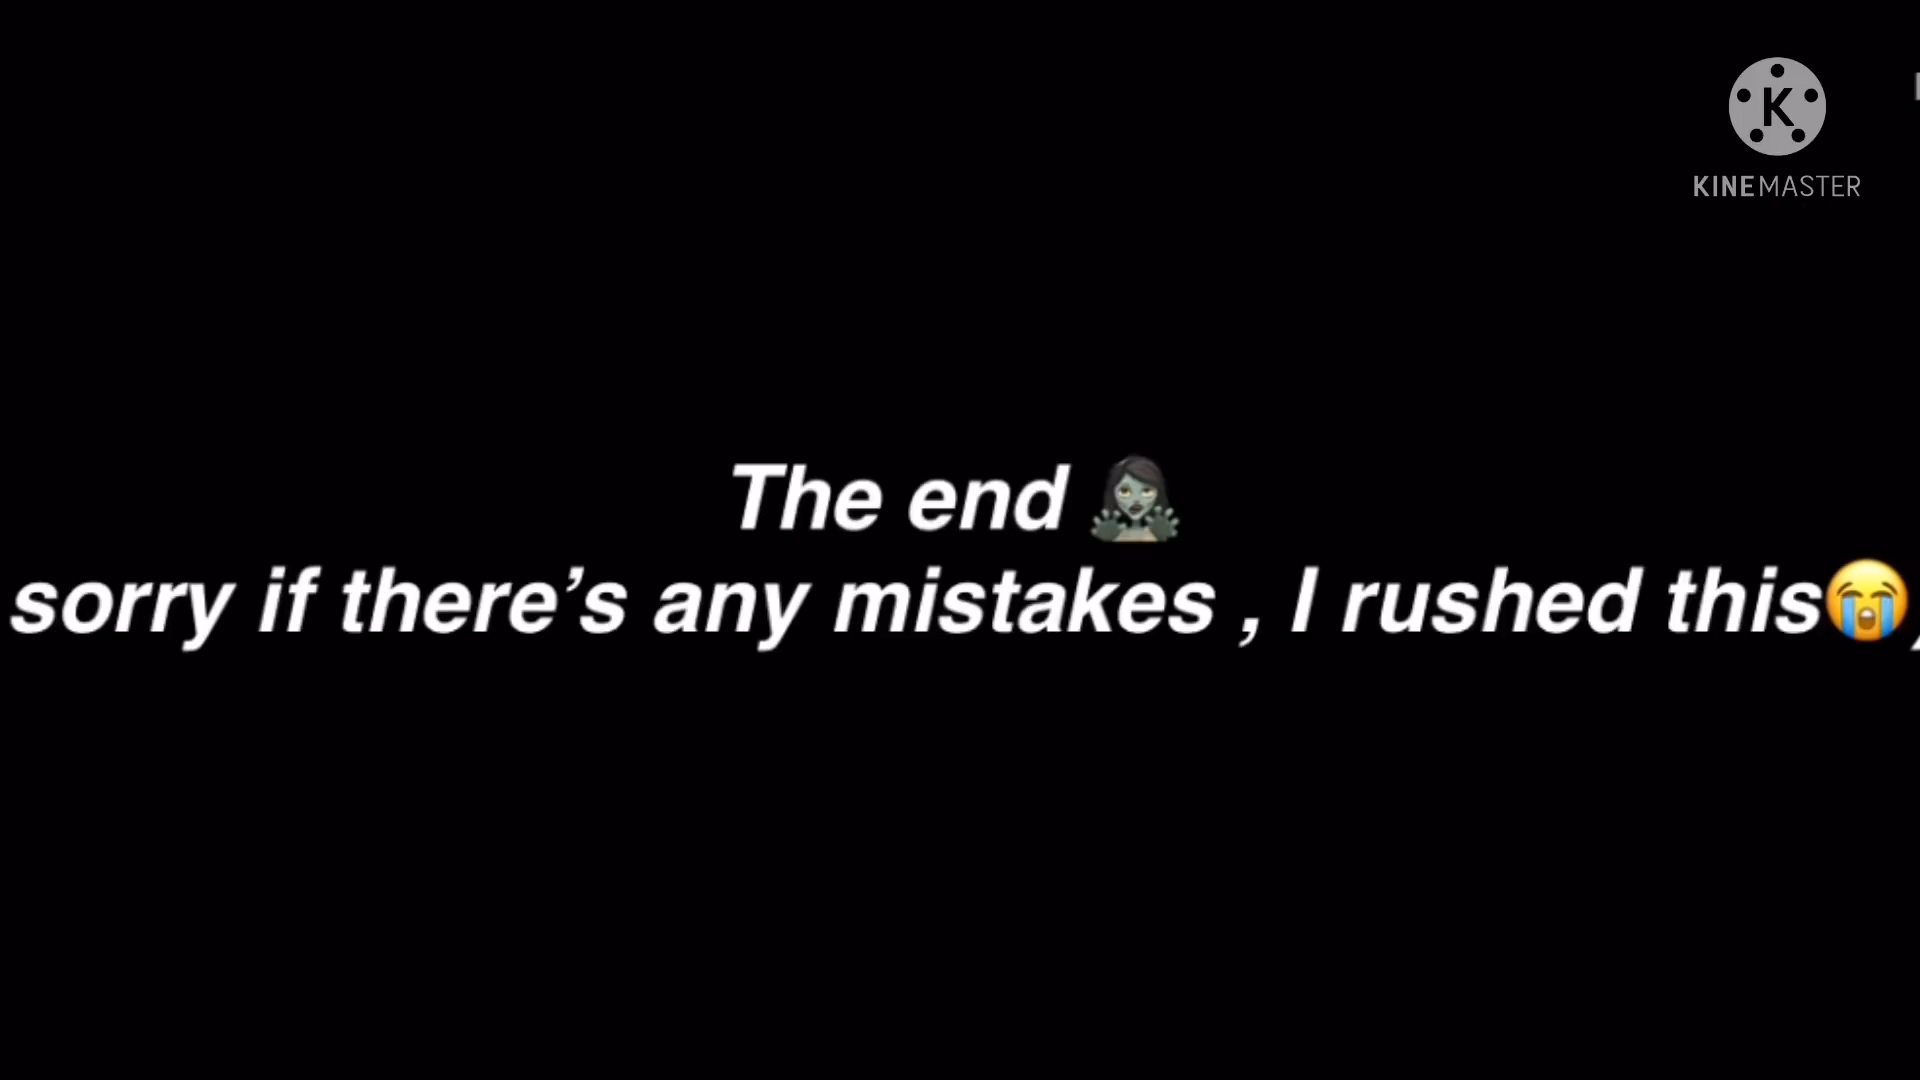 K
KINEMASTER
The end 🧟‍♀️
sorry if there’s any mistakes , I rushed this😭